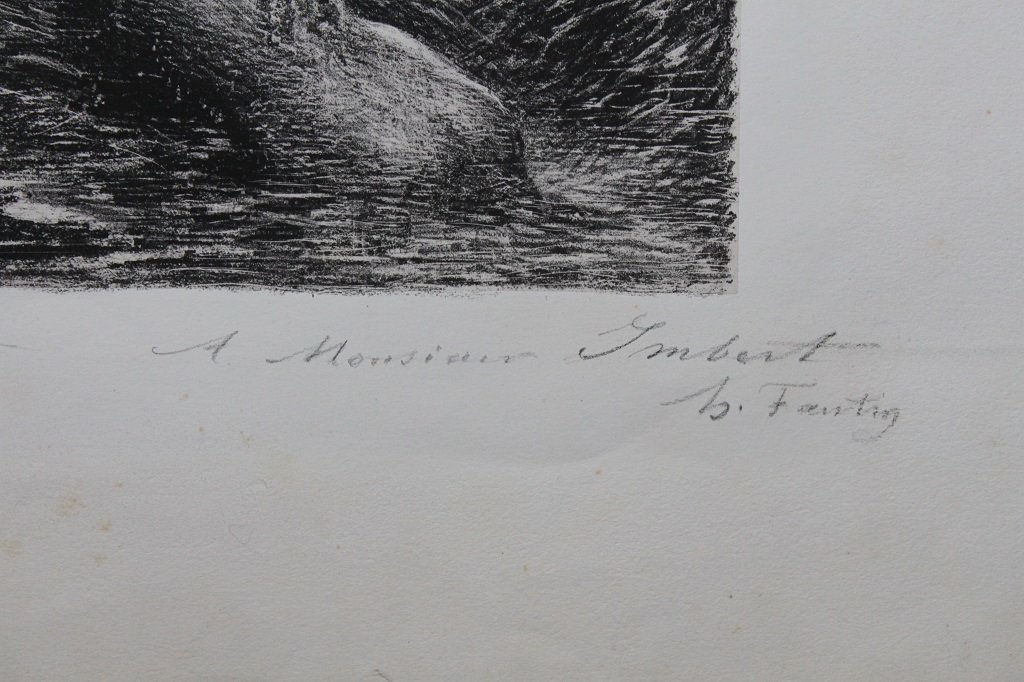 A Monsieur Imbert
h. Fantin